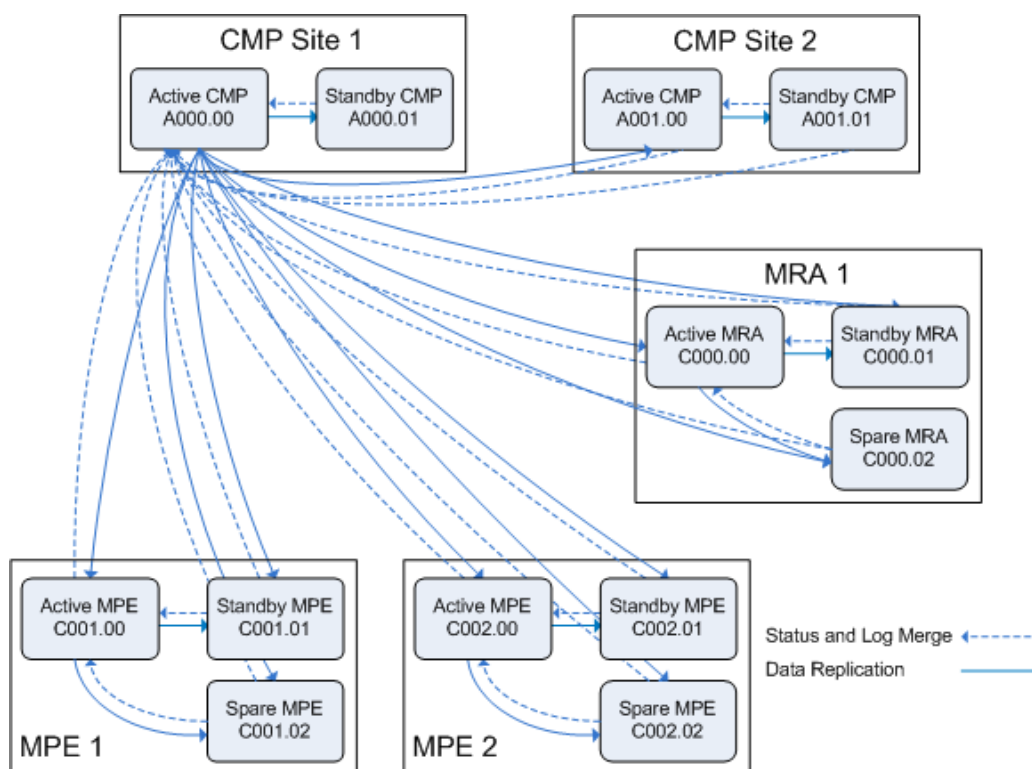 CMP Site 1
Active CMP
A000.00
Standby CMP
A000.01
CMP Site 2
Active CMP
A001.00
Standby CMP
A001.01
MRA 1
Active MRA
C000.00
Standby MRA
C000.01
Spare MRA
C000.02
Active MPE
C001.00
Standby MPE
C001.01
Spare MPE
C001.02
MPE 1
Active MPE
C002.00
Standby MPE
C002.01
Spare MPE
C002.02
MPE 2
Status and Log Merge
Data Replication